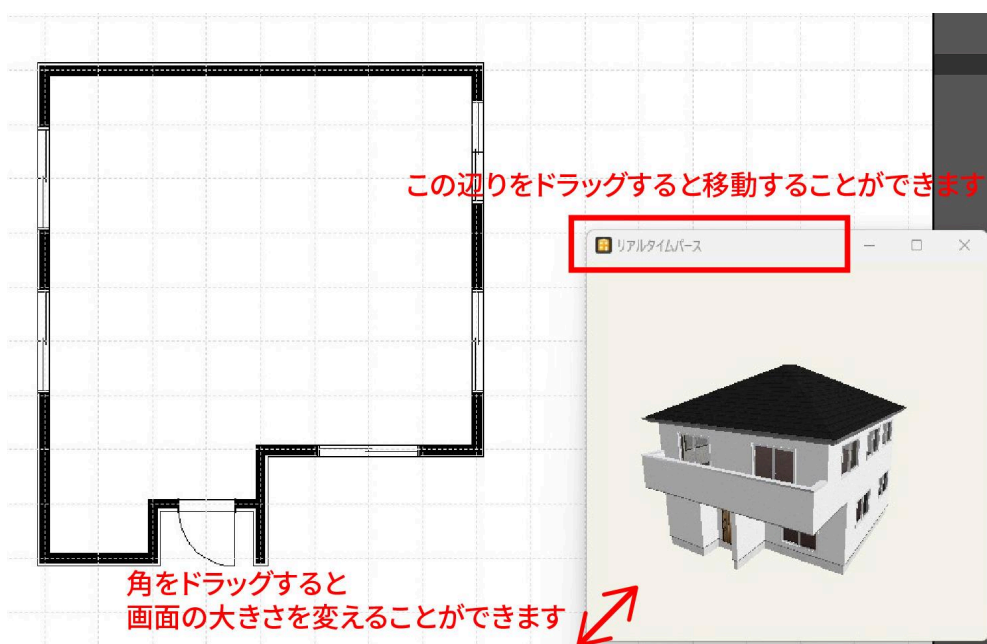 この辺りをドラッグすると移動することができます
リアルタイムパース
角をドラッグすると
画面の大きさを変えることができます